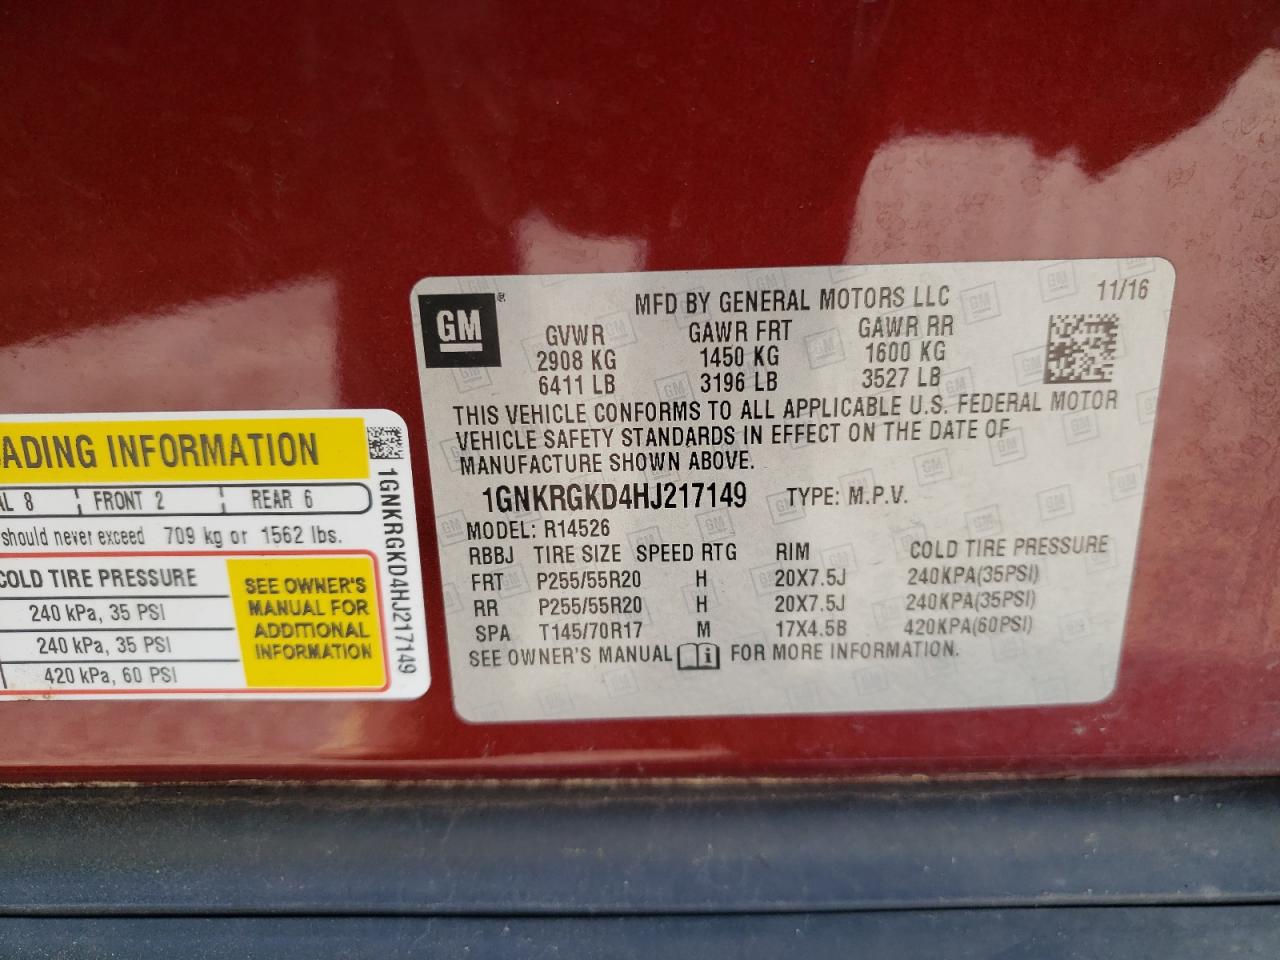 GM
MFD BY GENERAL MOTORS LLC 11/16
GVWR GAWR FRT GAWR RR
2908 KG 1450 KG 1600 KG
6411 LB 3196 LB 3527 LB
THIS VEHICLE CONFORMS TO ALL APPLICABLE U.S. FEDERAL MOTOR
VEHICLE SAFETY STANDARDS IN EFFECT ON THE DATE OF
MANUFACTURE SHOWN ABOVE.
1GNKRGKD4HJ217149 TYPE: M.P.V.
MODEL: R14526
RBBJ TIRE SIZE SPEED RTG RIM COLD TIRE PRESSURE
FRT P255/55R20 H 20X7.5J 240KPA(35PSI)
RR P255/55R20 H 20X7.5J 240KPA(35PSI)
SPA T145/70R17 M 17X4.5B 420KPA(60PSI)
SEE OWNER'S MANUAL FOR MORE INFORMATION.
ADING INFORMATION
AL 8 FRONT 2 REAR 6
should never exceed 709 kg or 1562 lbs.
COLD TIRE PRESSURE
240 kPa, 35 PSI
240 kPa, 35 PSI
420 kPa, 60 PSI
SEE OWNER'S
MANUAL FOR
ADDITIONAL
INFORMATION
1GNKRGKD4HJ217149